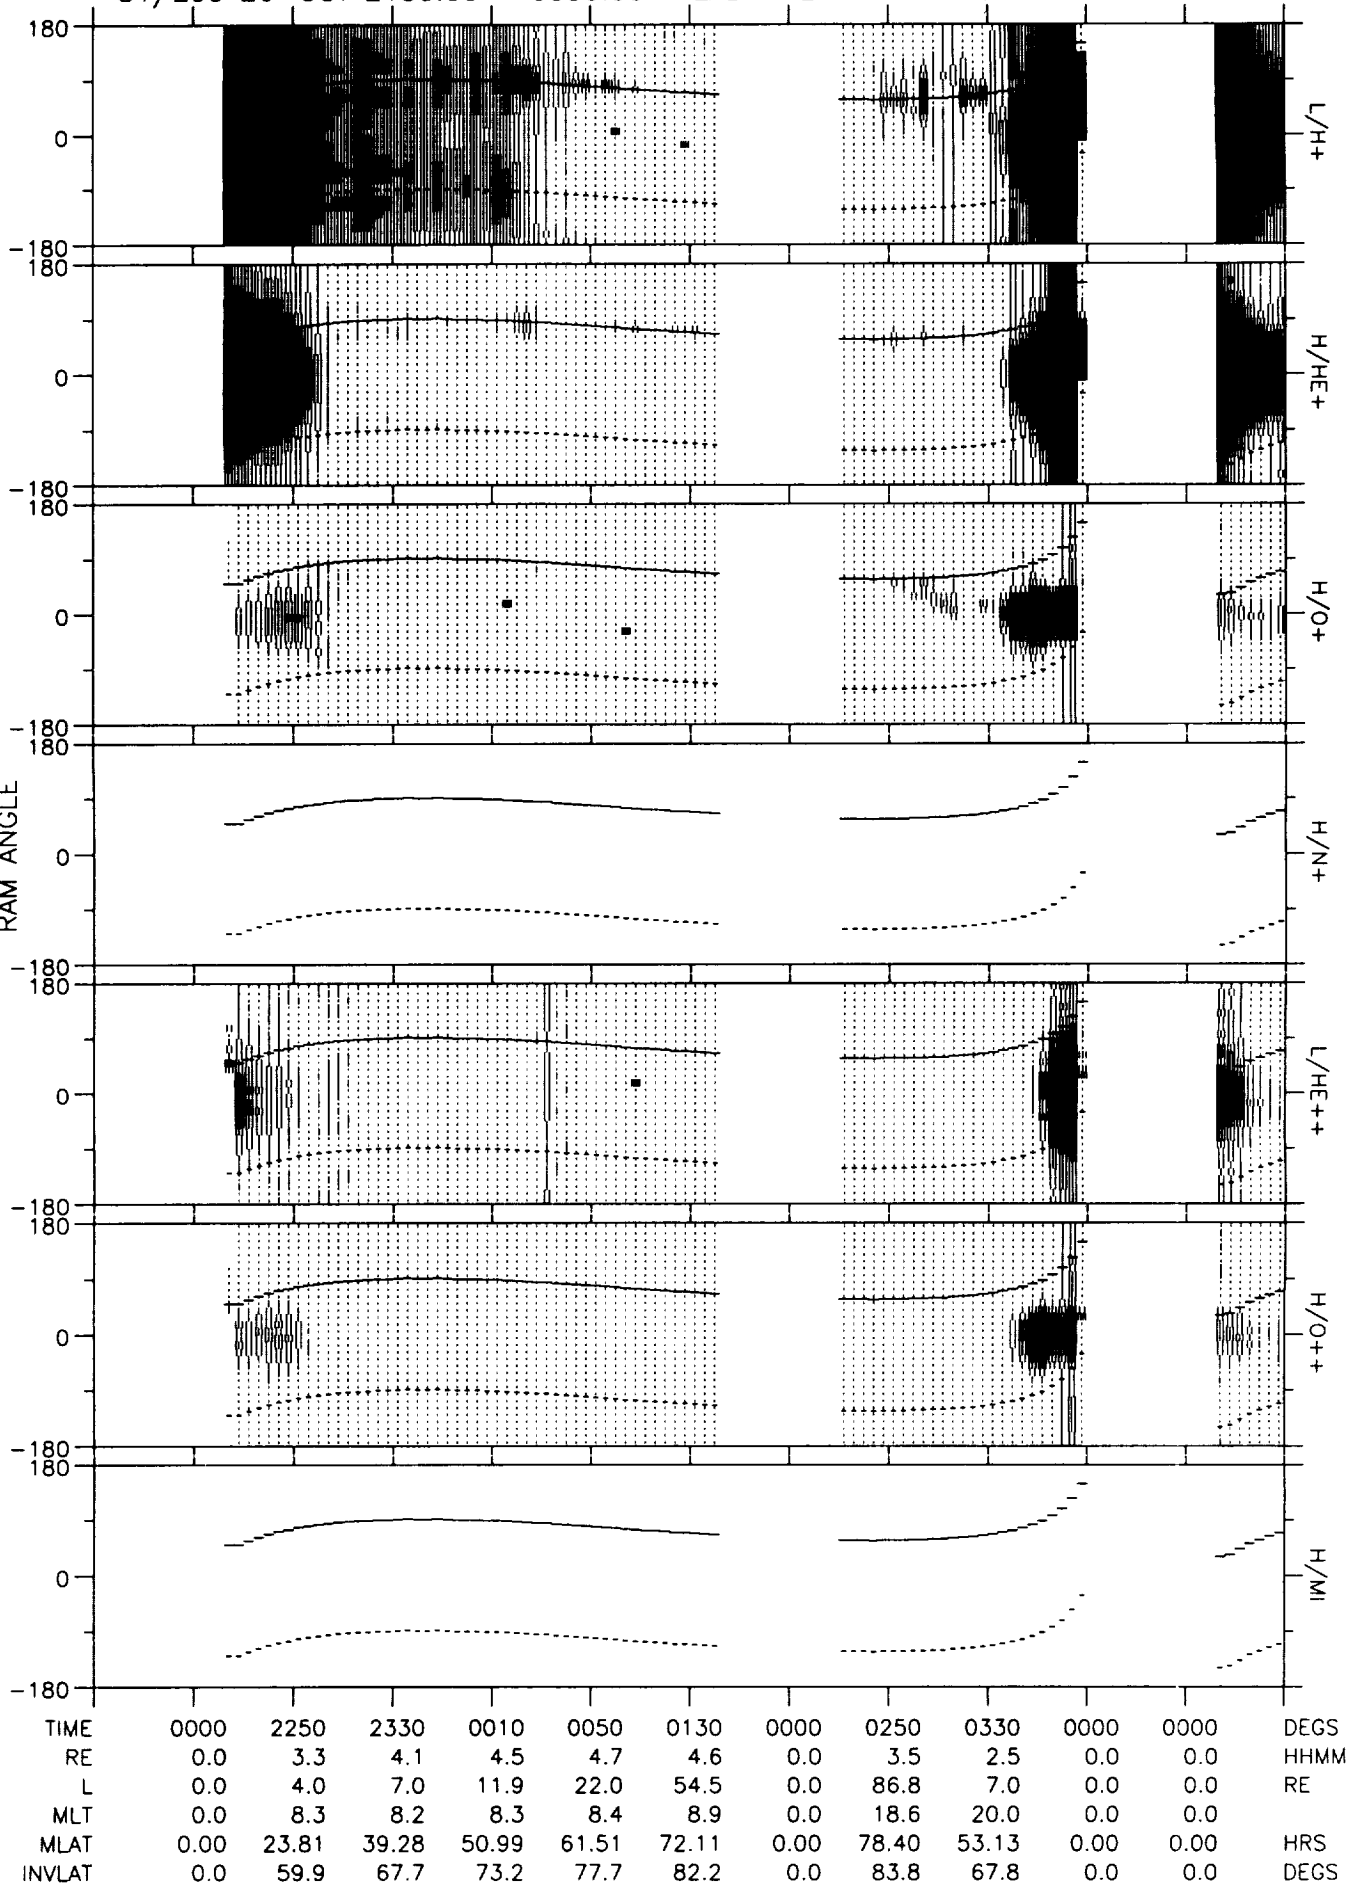 180
0
-180
L/H+
180
0
-180
H/HE+
180
0
-180
H/O+
180
0
-180
H/N+
RAM ANGLE
180
0
-180
L/HE++
180
0
-180
H/O++
180
0
-180
H/MI
TIME 0000 2250 2330 0010 0050 0130 0000 0250 0330 0000 0000 DEGS
RE 0.0 3.3 4.1 4.5 4.7 4.6 0.0 3.5 2.5 0.0 0.0 HHMM
L 0.0 4.0 7.0 11.9 22.0 54.5 0.0 86.8 7.0 0.0 0.0 RE
MLT 0.0 8.3 8.2 8.3 8.4 8.9 0.0 18.6 20.0 0.0 0.0
MLAT 0.00 23.81 39.28 50.99 61.51 72.11 0.00 78.40 53.13 0.00 0.00 HRS
INVLAT 0.0 59.9 67.7 73.2 77.7 82.2 0.0 83.8 67.8 0.0 0.0 DEGS